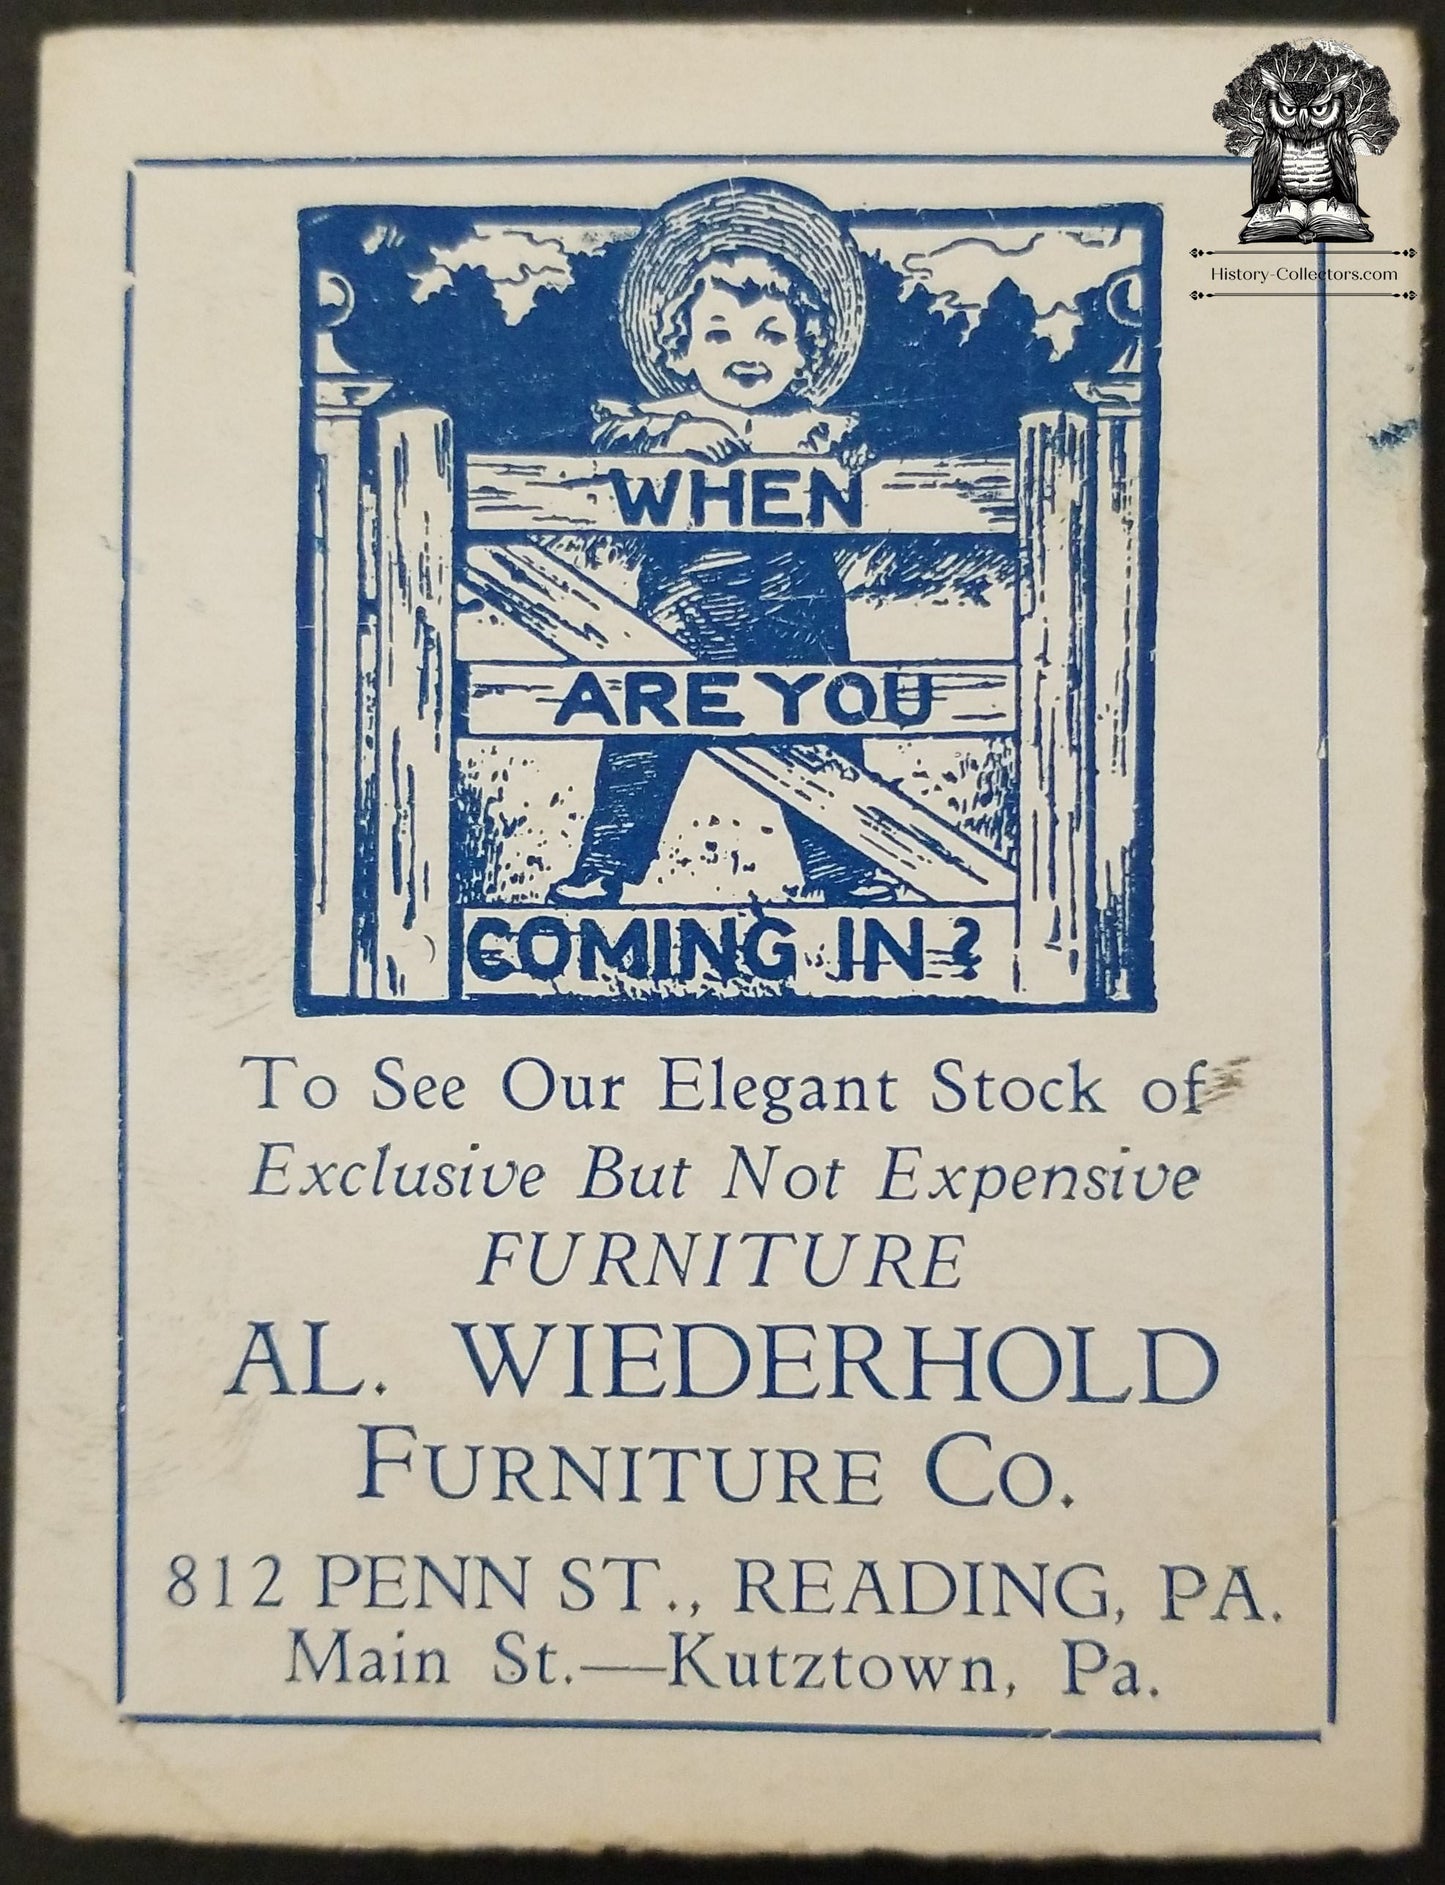 History-Collectors.com
WHEN
ARE YOU
COMING IN?
To See Our Elegant Stock of
Exclusive But Not Expensive
FURNITURE
AL. WIEDERHOLD
FURNITURE CO.
812 PENN ST., READING, PA.
Main St.—Kutztown, Pa.